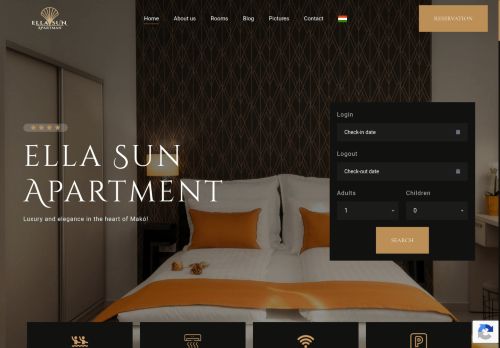 ELLA SUN
APARTMAN
Home
About us
Rooms
Blog
Pictures
Contact
RESERVATION
ELLA SUN
APARTMENT
Luxury and elegance in the heart of Makó!
Login
Check-in date
Logout
Check-out date
Adults
Children
1
0
SEARCH